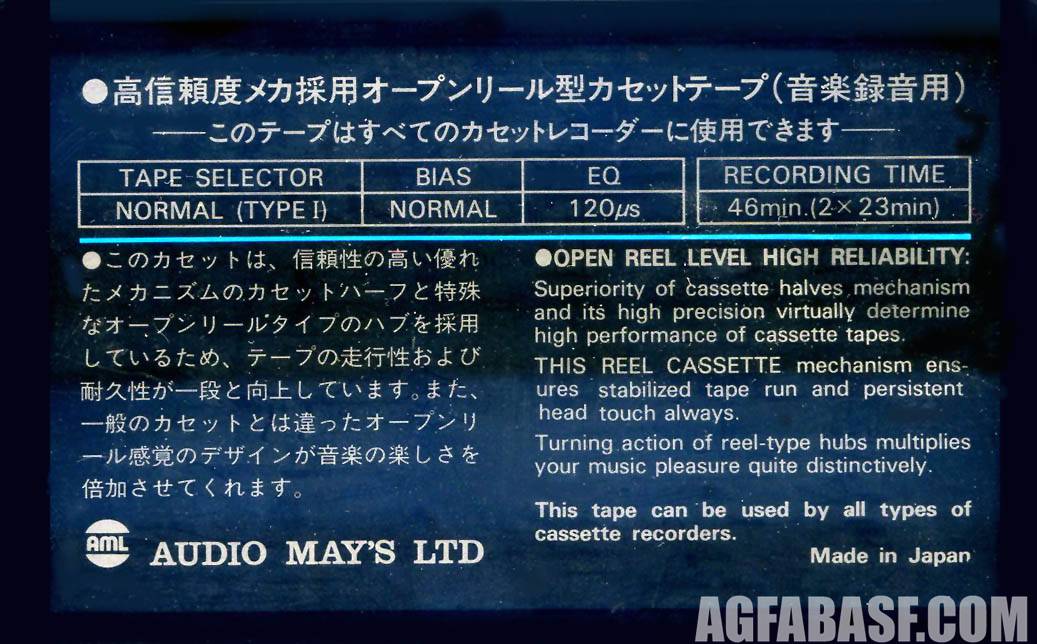 ●高信頼度メカ採用オープンリール型カセットテープ(音楽録音用)
──このテープはすべてのカセットレコーダーに使用できます──
TAPE SELECTOR BIAS EQ RECORDING TIME
NORMAL (TYPE I) NORMAL 120μs 46min.(2×23min)
●このカセットは、信頼性の高い優れ
たメカニズムのカセットハーフと特殊
なオープンリールタイプのハブを採用
しているため、テープの走行性および
耐久性が一段と向上しています。また、
一般のカセットとは違ったオープンリ
ール感覚のデザインが音楽の楽しさを
倍加させてくれます。
AML AUDIO MAY'S LTD
●OPEN REEL LEVEL HIGH RELIABILITY:
Superiority of cassette halves mechanism
and its high precision virtually determine
high performance of cassette tapes.
THIS REEL CASSETTE mechanism ens-
ures stabilized tape run and persistent
head touch always.
Turning action of reel-type hubs multiplies
your music pleasure quite distinctively.
This tape can be used by all types of
cassette recorders.
Made in Japan
AGFABASF.COM